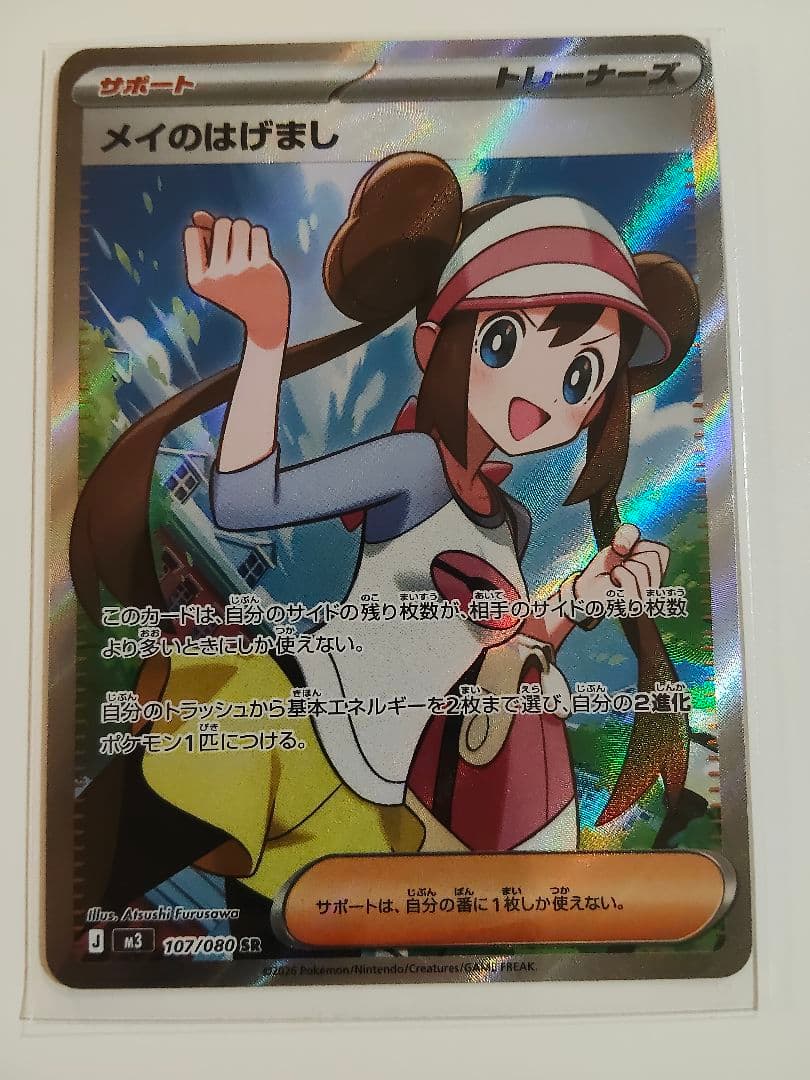 サポート
トレーナーズ
メイのはげまし
このカードは、自分のサイドの残り枚数が、相手のサイドの残り枚数
より多いときにしか使えない。
自分のトラッシュから基本エネルギーを2枚まで選び、自分の2進化
ポケモン1匹につける。
サポートは、自分の番に1枚しか使えない。
Illus. Atsushi Furusawa
J m3 107/080 SR
©2026 Pokémon/Nintendo/Creatures/GAME FREAK.